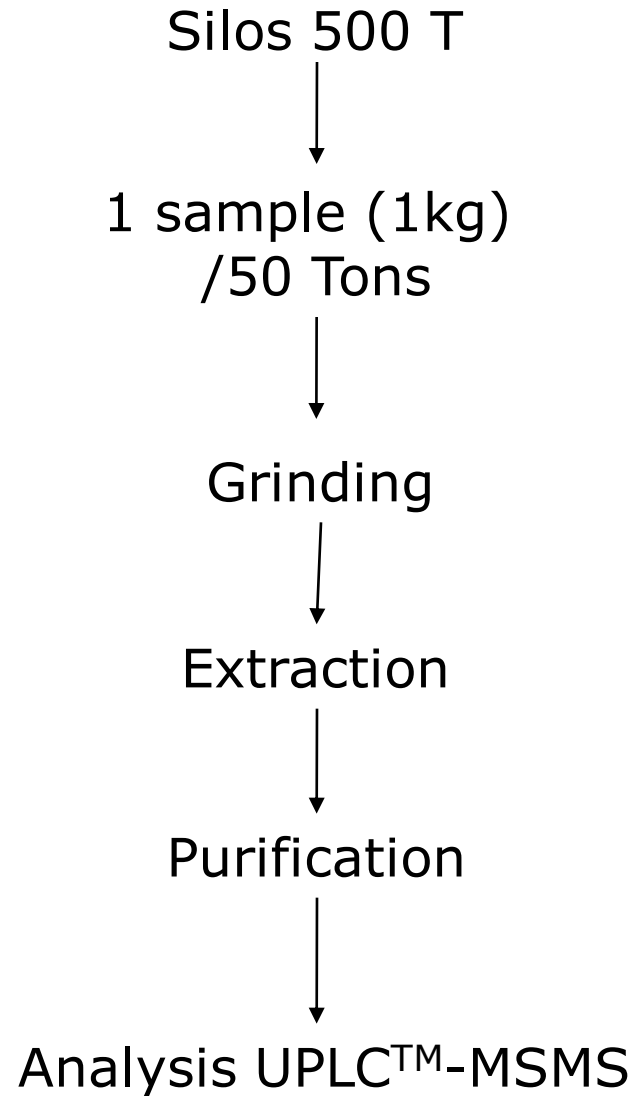 Silos 500 T
1 sample (1kg)
/50 Tons
Grinding
Extraction
Purification
Analysis UPLC™-MSMS